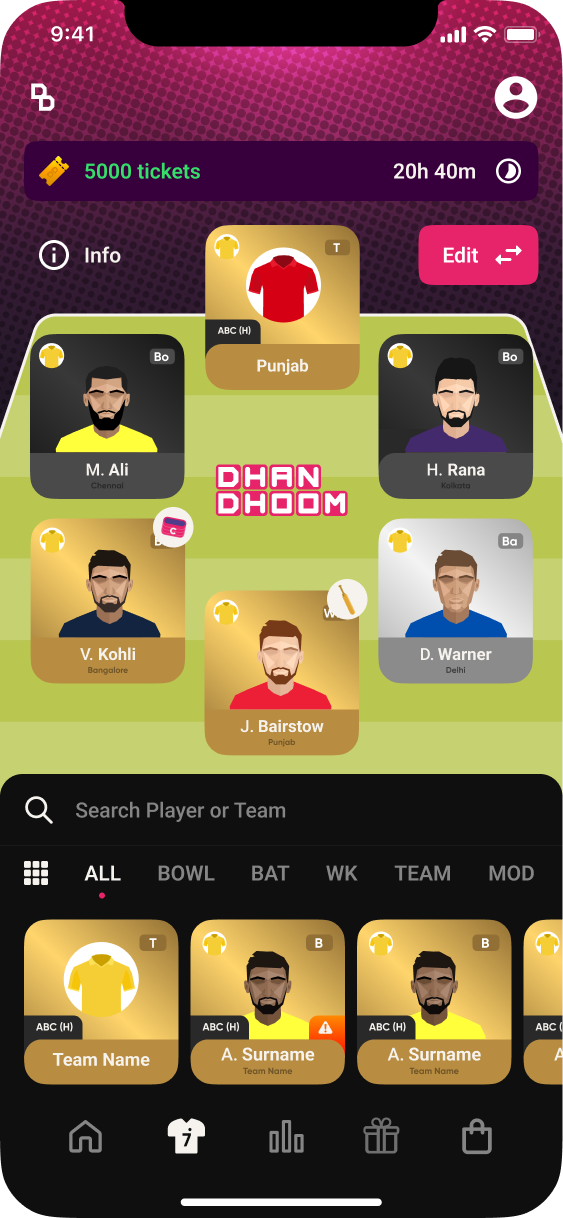 9:41
5000 tickets
20h 40m
Info
Edit
T
ABC (H)
Punjab
Bo
M. Ali
Chennai
Bo
H. Rana
Kolkata
DHAN
DHOOM
C
V. Kohli
Bangalore
Ba
D. Warner
Delhi
J. Bairstow
Punjab
Search Player or Team
ALL BOWL BAT WK TEAM MOD
T
ABC (H)
Team Name
B
ABC (H)
A. Surname
Team Name
B
ABC (H)
A. Surname
Team Name
7